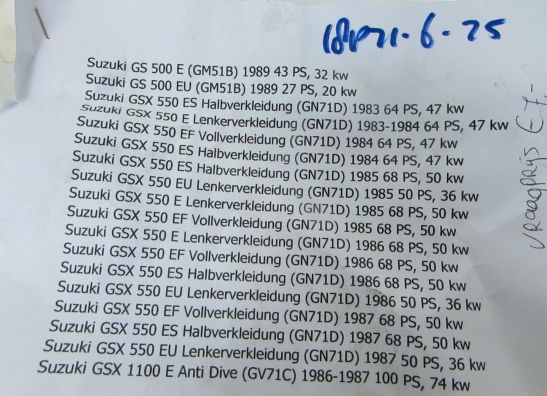 18P21-6-25
Suzuki GS 500 E (GM51B) 1989 43 PS, 32 kw
Suzuki GS 500 EU (GM51B) 1989 27 PS, 20 kw
Suzuki GSX 550 ES Halbverkleidung (GN71D) 1983 64 PS, 47 kw
Suzuki GSX 550 E Lenkerverkleidung (GN71D) 1983-1984 64 PS, 47 kw
Suzuki GSX 550 EF Vollverkleidung (GN71D) 1984 64 PS, 47 kw
Suzuki GSX 550 ES Halbverkleidung (GN71D) 1984 64 PS, 47 kw
Suzuki GSX 550 ES Halbverkleidung (GN71D) 1985 68 PS, 50 kw
Suzuki GSX 550 EU Lenkerverkleidung (GN71D) 1985 50 PS, 36 kw
Suzuki GSX 550 E Lenkerverkleidung (GN71D) 1985 68 PS, 50 kw
Suzuki GSX 550 EF Vollverkleidung (GN71D) 1985 68 PS, 50 kw
Suzuki GSX 550 E Lenkerverkleidung (GN71D) 1986 68 PS, 50 kw
Suzuki GSX 550 EF Vollverkleidung (GN71D) 1986 68 PS, 50 kw
Suzuki GSX 550 ES Halbverkleidung (GN71D) 1986 68 PS, 50 kw
Suzuki GSX 550 EU Lenkerverkleidung (GN71D) 1986 50 PS, 36 kw
Suzuki GSX 550 EF Vollverkleidung (GN71D) 1987 68 PS, 50 kw
Suzuki GSX 550 ES Halbverkleidung (GN71D) 1987 68 PS, 50 kw
Suzuki GSX 550 EU Lenkerverkleidung (GN71D) 1987 50 PS, 36 kw
Suzuki GSX 1100 E Anti Dive (GV71C) 1986-1987 100 PS, 74 kw
vraagprijs € 7,-